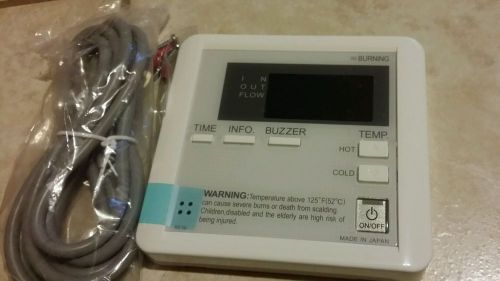 BURNING
IN
OUT
FLOW
TIME INFO. BUZZER TEMP.
HOT
COLD
WARNING: Temperature above 125°F(52°C)
can cause severe burns or death from scalding.
Children,disabled and the elderly are high risk of
being injured.
ON/OFF
MADE IN JAPAN